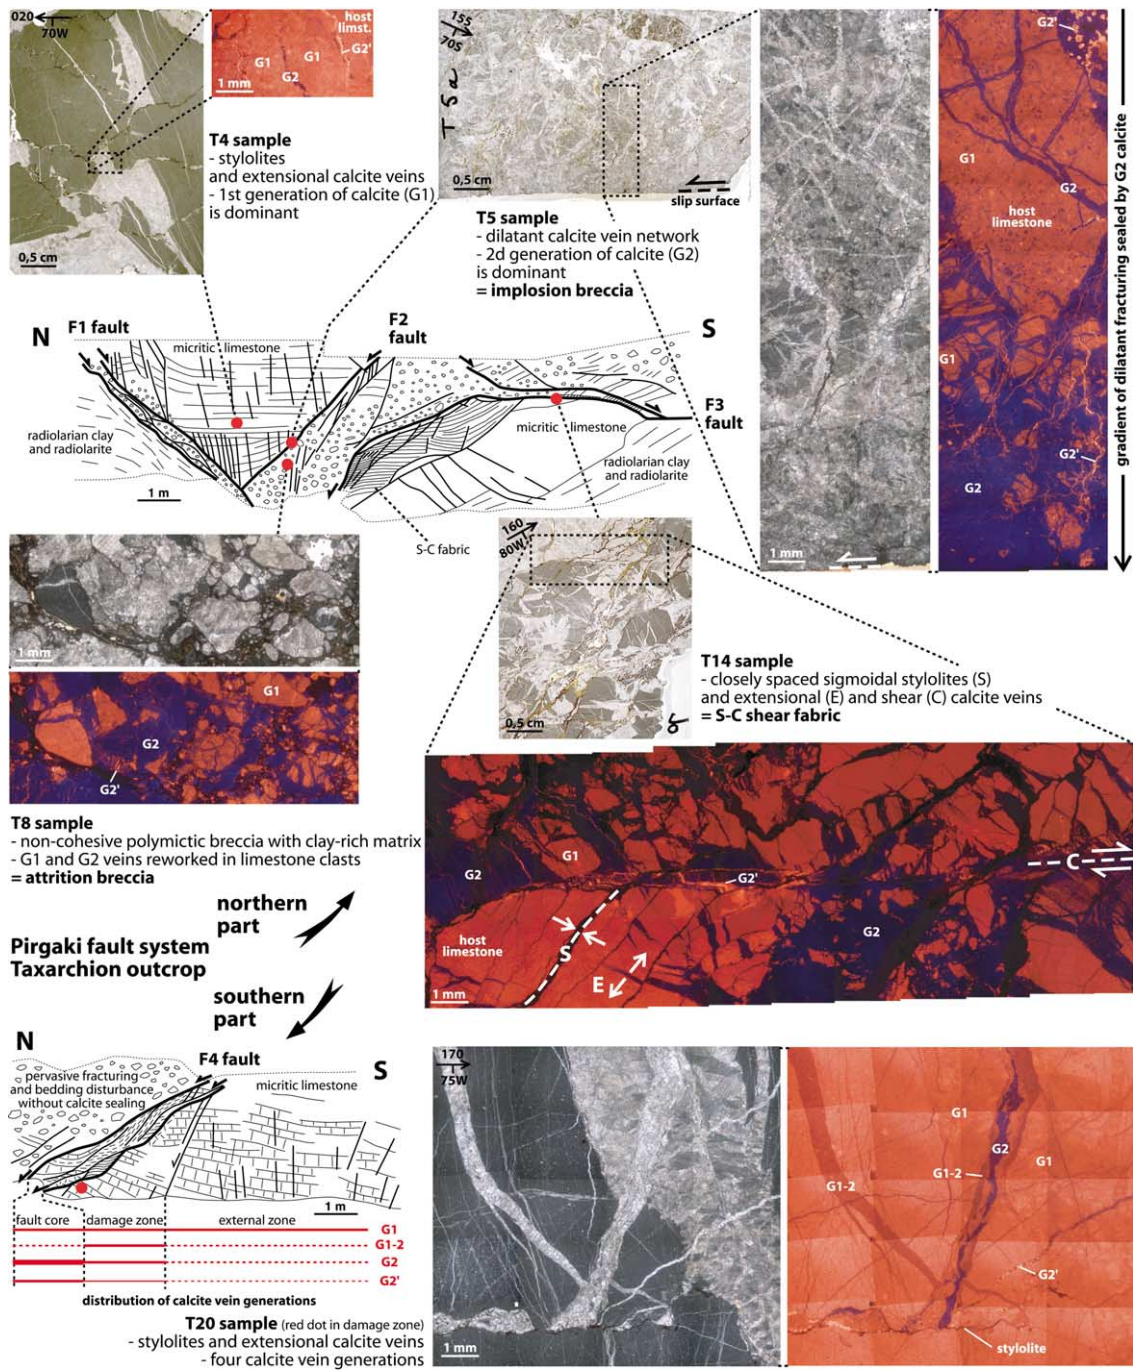 020
70W
0,5 cm
host
limst.
G1
G1
G2'
G2
1 mm
T4 sample
- stylolites
and extensional calcite veins
- 1st generation of calcite (G1)
is dominant
155
70S
T5a
0,5 cm
slip surface
T5 sample
- dilatant calcite vein network
- 2d generation of calcite (G2)
is dominant
= implosion breccia
1 mm
G2'
G1
G2
host
limestone
G1
G2'
G2
gradient of dilatant fracturing sealed by G2 calcite
N
F1 fault
micritic limestone
F2
fault
S
F3
fault
radiolarian clay
and radiolarite
micritic limestone
radiolarian clay
and radiolarite
1 m
S-C fabric
1 mm
G1
G2
G2'
T8 sample
- non-cohesive polymictic breccia with clay-rich matrix
- G1 and G2 veins reworked in limestone clasts
= attrition breccia
160
80W
0,5 cm
T14 sample
- closely spaced sigmoidal stylolites (S)
and extensional (E) and shear (C) calcite veins
= S-C shear fabric
G1
G2
G2'
C
G2
host
limestone
S
E
1 mm
northern
part
Pirgaki fault system
Taxarchion outcrop
southern
part
N
F4 fault
S
pervasive fracturing
and bedding disturbance
without calcite sealing
micritic limestone
1 m
fault core
damage zone
external zone
G1
G1-2
G2
G2'
distribution of calcite vein generations
T20 sample (red dot in damage zone)
- stylolites and extensional calcite veins
- four calcite vein generations
170
75W
1 mm
G1
G2
G1
G1-2
G1-2
G2'
stylolite